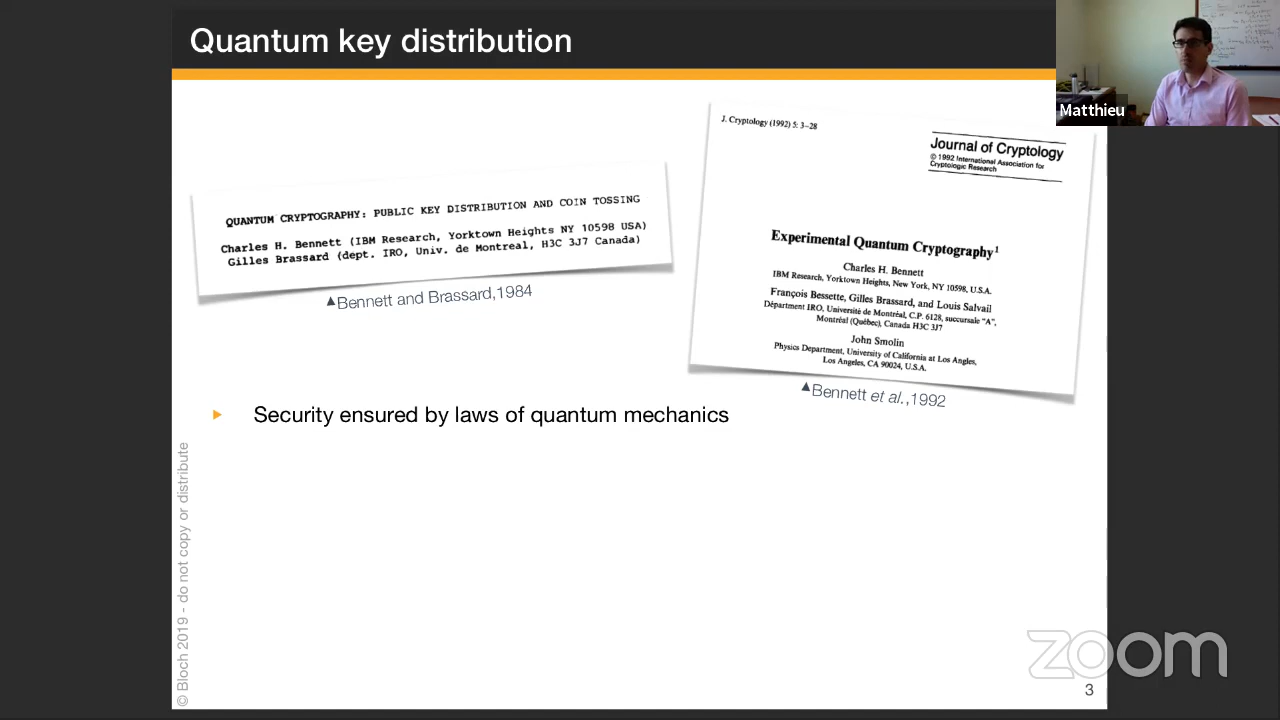 Quantum key distribution
Matthieu
J. Cryptology (1992) 5: 3-28
Journal of Cryptology
© 1992 International Association for
Cryptologic Research
QUANTUM CRYPTOGRAPHY: PUBLIC KEY DISTRIBUTION AND COIN TOSSING
Charles H. Bennett (IBM Research, Yorktown Heights NY 10598 USA)
Gilles Brassard (dept. IRO, Univ. de Montreal, H3C 3J7 Canada)
▲Bennett and Brassard,1984
Experimental Quantum Cryptography¹
Charles H. Bennett
IBM Research, Yorktown Heights, New York, NY 10598, U.S.A.
François Bessette, Gilles Brassard, and Louis Salvail
Départment IRO, Université de Montréal, C.P. 6128, succursale "A",
Montréal (Québec), Canada H3C 3J7
John Smolin
Physics Department, University of California at Los Angles,
Los Angeles, CA 90024, U.S.A.
▲Bennett et al.,1992
Security ensured by laws of quantum mechanics
© Bloch 2019 - do not copy or distribute
zoom
3